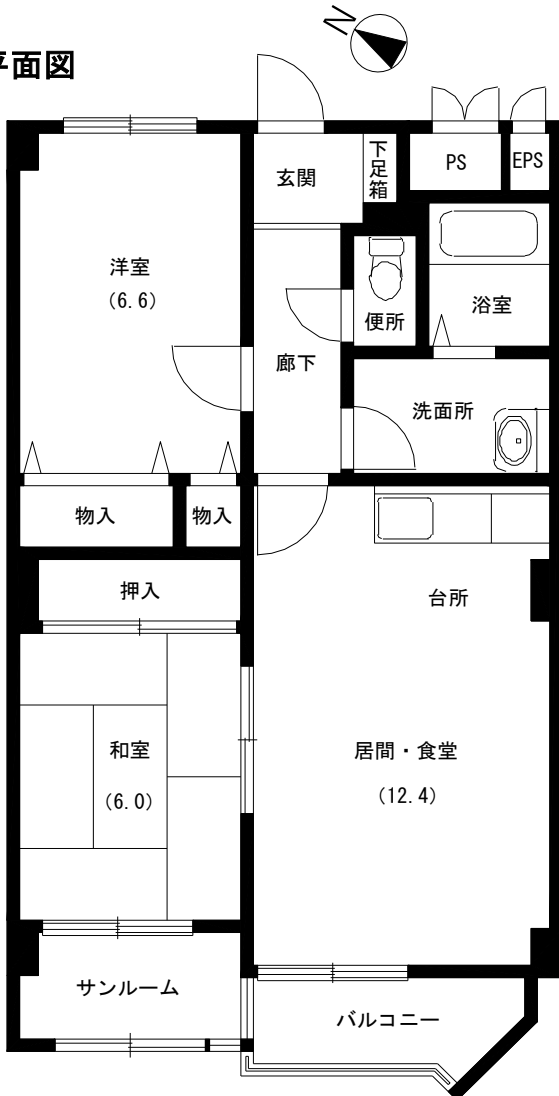 平面図
N
下足箱
玄関
PS
EPS
洋室
(6.6)
便所
浴室
廊下
洗面所
物入
物入
押入
台所
和室
(6.0)
居間・食堂
(12.4)
サンルーム
バルコニー